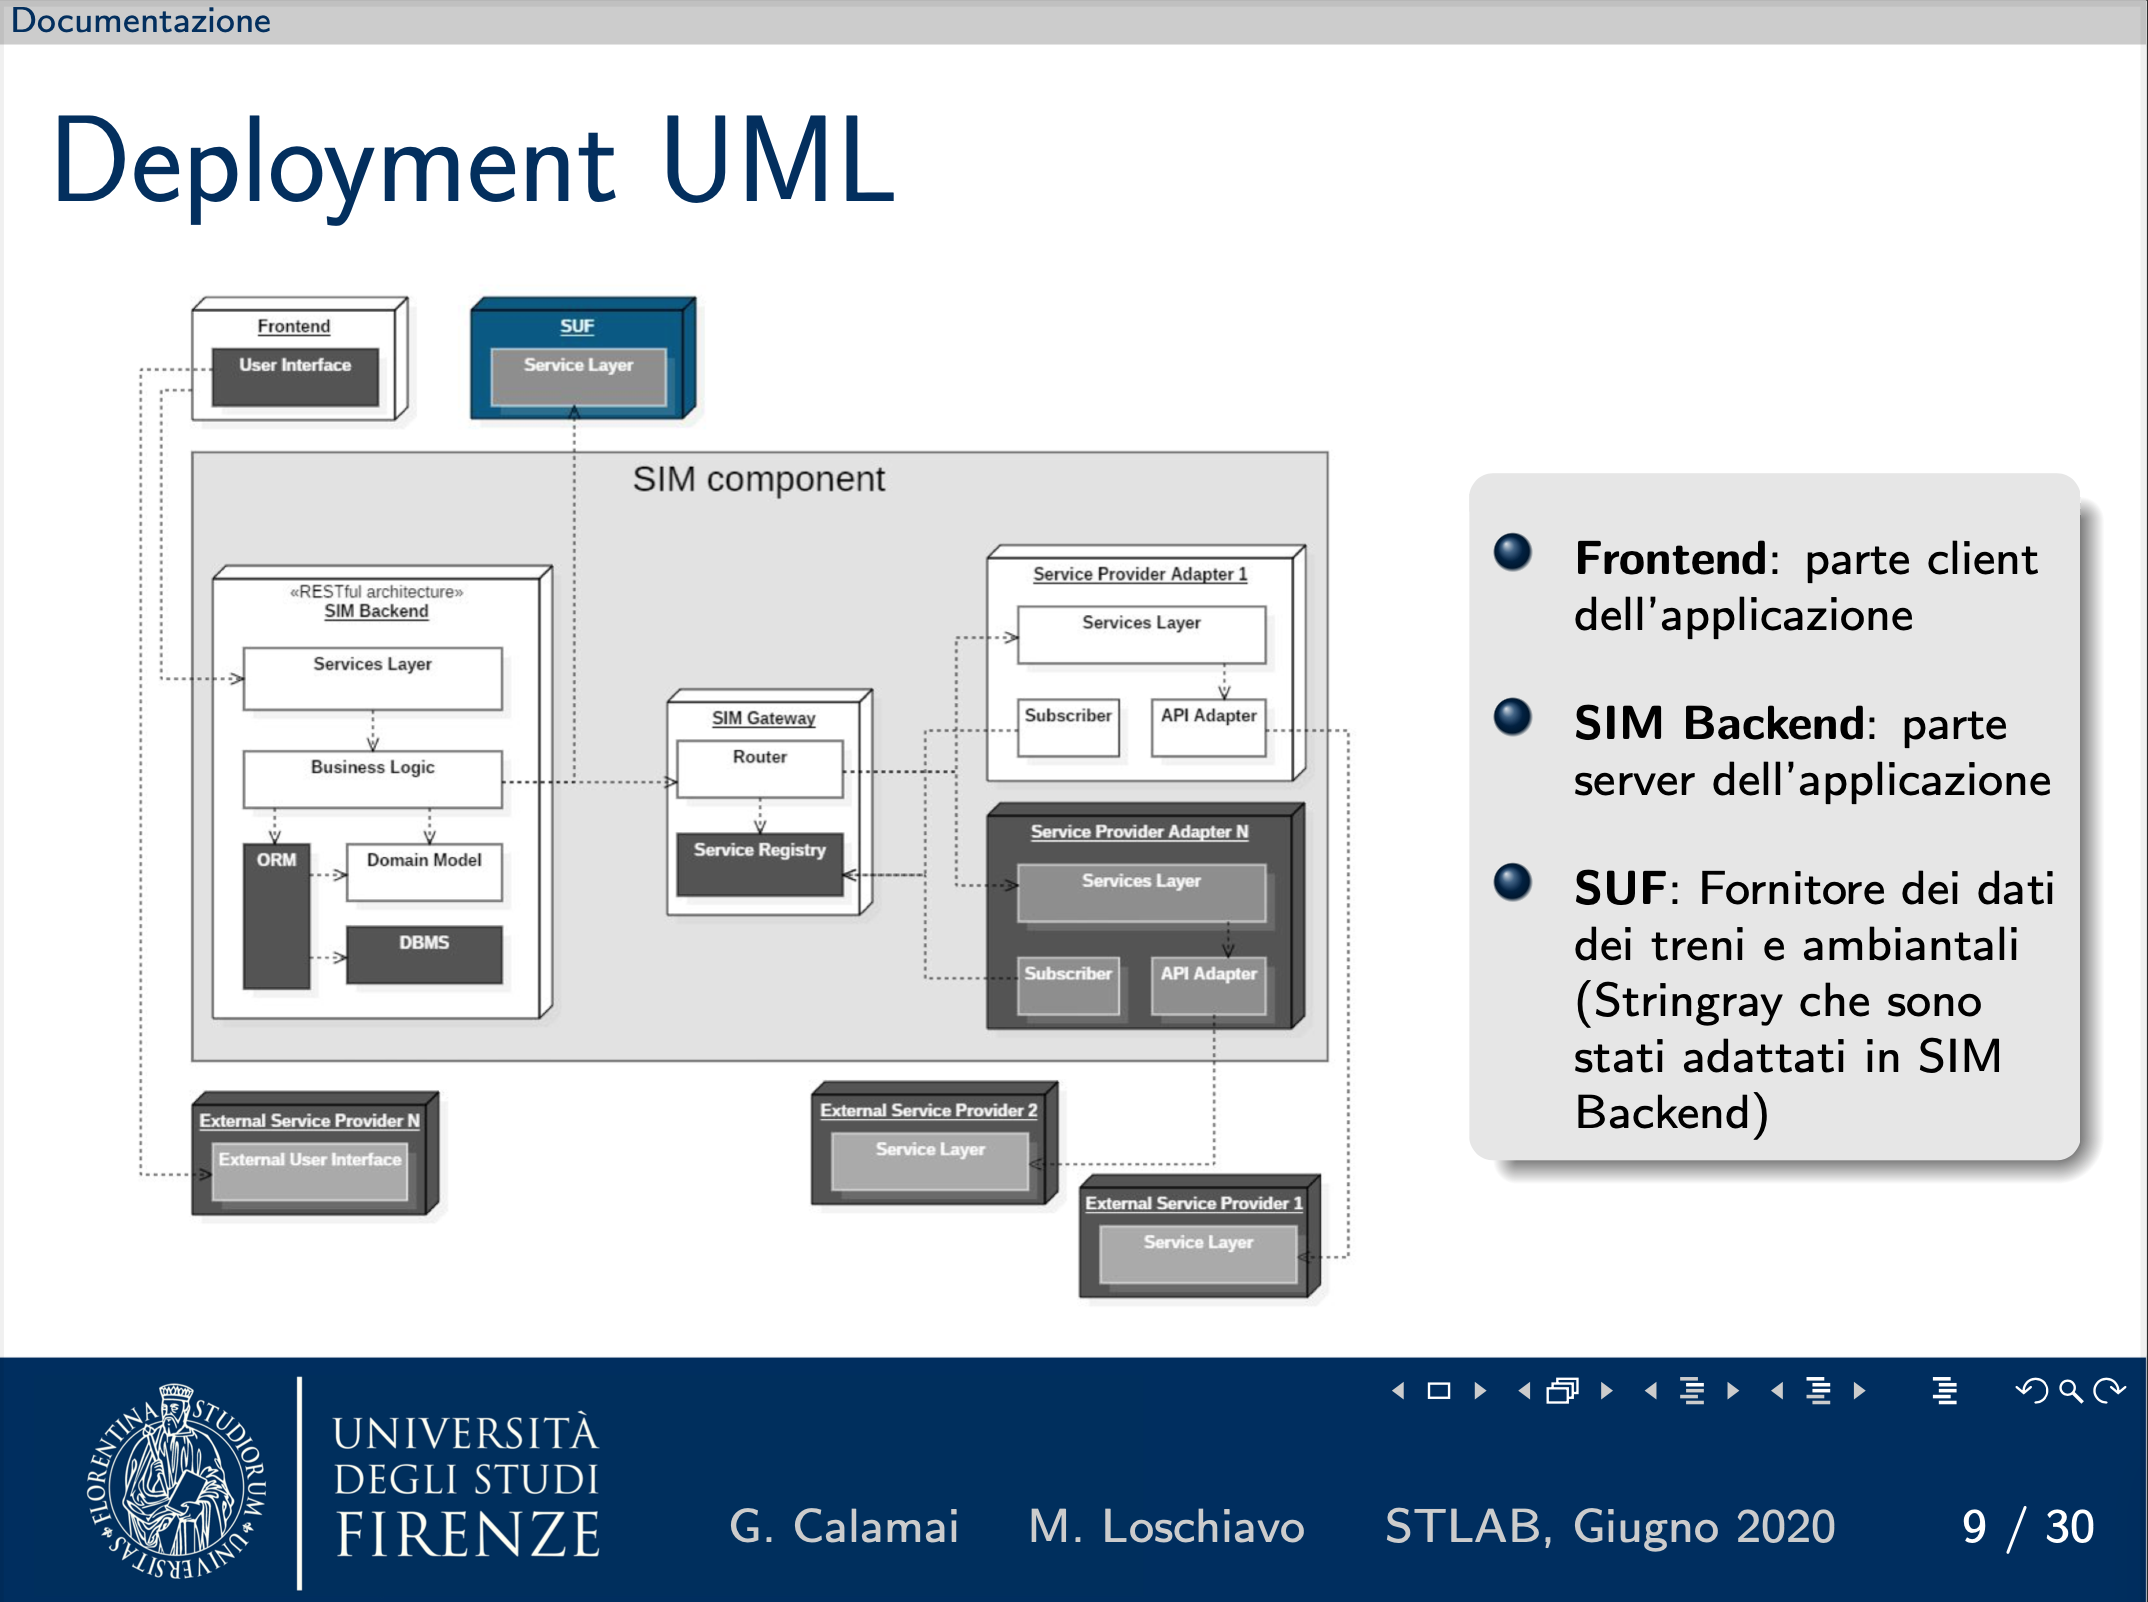 Documentazione
Deployment UML
Frontend
User Interface
SUF
Service Layer
SIM component
«RESTful architecture»
SIM Backend
Services Layer
Business Logic
ORM
Domain Model
DBMS
SIM Gateway
Router
Service Registry
Service Provider Adapter 1
Services Layer
Subscriber
API Adapter
Service Provider Adapter N
Services Layer
Subscriber
API Adapter
External Service Provider N
External User Interface
External Service Provider 2
Service Layer
External Service Provider 1
Service Layer
Frontend: parte client
dell'applicazione
SIM Backend: parte
server dell'applicazione
SUF: Fornitore dei dati
dei treni e ambiantali
(Stringray che sono
stati adattati in SIM
Backend)
FLORENTINA STUDIORUM UNIVERSITAS
UNIVERSITÀ
DEGLI STUDI
FIRENZE
G. Calamai M. Loschiavo STLAB, Giugno 2020 9 / 30